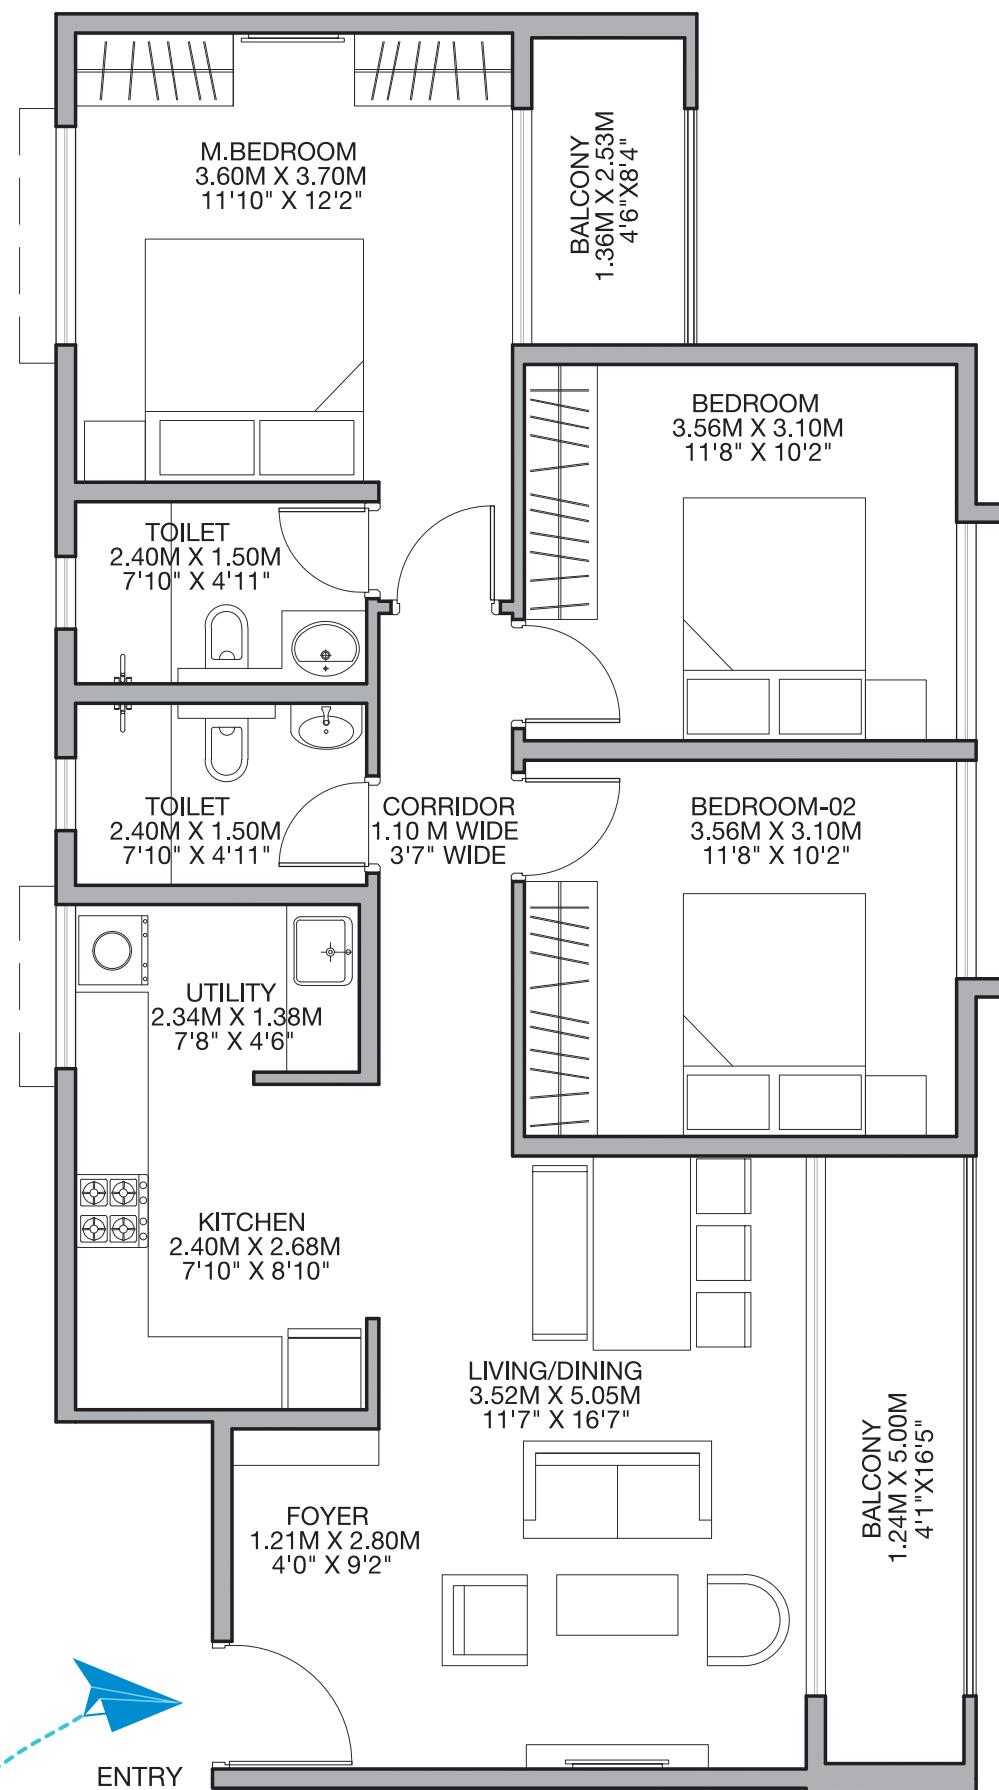 M.BEDROOM
3.60M X 3.70M
11'10" X 12'2"
BALCONY
1.36M X 2.53M
4'6"X8'4"
BEDROOM
3.56M X 3.10M
11'8" X 10'2"
TOILET
2.40M X 1.50M
7'10" X 4'11"
TOILET
2.40M X 1.50M
7'10" X 4'11"
CORRIDOR
1.10 M WIDE
3'7" WIDE
BEDROOM-02
3.56M X 3.10M
11'8" X 10'2"
UTILITY
2.34M X 1.38M
7'8" X 4'6"
KITCHEN
2.40M X 2.68M
7'10" X 8'10"
LIVING/DINING
3.52M X 5.05M
11'7" X 16'7"
BALCONY
1.24M X 5.00M
4'1"X16'5"
FOYER
1.21M X 2.80M
4'0" X 9'2"
ENTRY